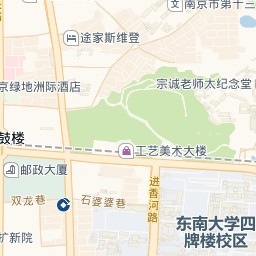 南京市第十三
途家斯维登
京绿地洲际酒店
宗诚老师太纪念堂
鼓楼
工艺美术大楼
邮政大厦
双龙巷
石婆婆巷
进香河路
东南大学四
牌楼校区
扩新院